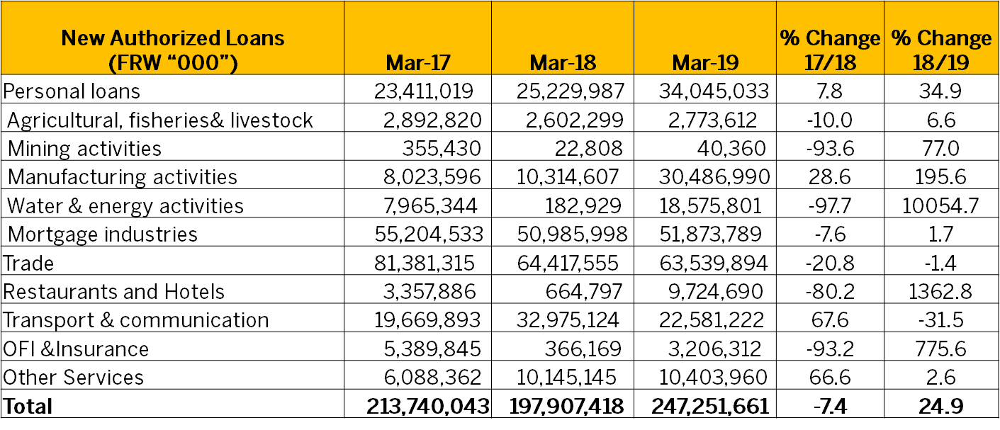 New Authorized Loans (FRW “000”) Mar-17 Mar-18 Mar-19 % Change 17/18 % Change 18/19
Personal loans 23,411,019 25,229,987 34,045,033 7.8 34.9
Agricultural, fisheries& livestock 2,892,820 2,602,299 2,773,612 -10.0 6.6
Mining activities 355,430 22,808 40,360 -93.6 77.0
Manufacturing activities 8,023,596 10,314,607 30,486,990 28.6 195.6
Water & energy activities 7,965,344 182,929 18,575,801 -97.7 10054.7
Mortgage industries 55,204,533 50,985,998 51,873,789 -7.6 1.7
Trade 81,381,315 64,417,555 63,539,894 -20.8 -1.4
Restaurants and Hotels 3,357,886 664,797 9,724,690 -80.2 1362.8
Transport & communication 19,669,893 32,975,124 22,581,222 67.6 -31.5
OFI &Insurance 5,389,845 366,169 3,206,312 -93.2 775.6
Other Services 6,088,362 10,145,145 10,403,960 66.6 2.6
Total 213,740,043 197,907,418 247,251,661 -7.4 24.9